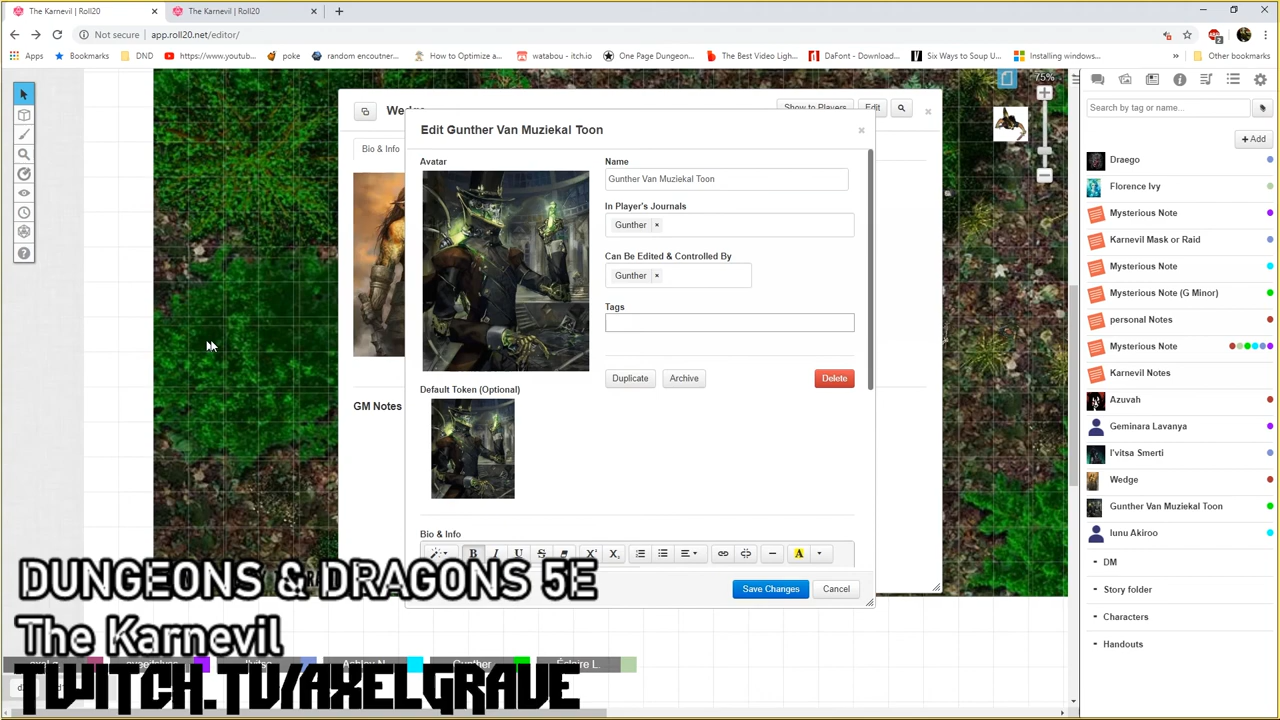 The Karnevil | Roll20
The Karnevil | Roll20
Not secure | app.roll20.net/editor/
Apps
Bookmarks
DND
https://www.youtub...
poke
random encoutner...
How to Optimize a...
watabou - itch.io
One Page Dungeon...
The Best Video Ligh...
DaFont - Download...
Six Ways to Soup U...
Installing windows...
Other bookmarks
75%
Show to Players
Edit
Bio & Info
GM Notes
Edit Gunther Van Muziekal Toon
Avatar
Name
Gunther Van Muziekal Toon
In Player's Journals
Gunther ×
Can Be Edited & Controlled By
Gunther ×
Tags
Duplicate
Archive
Delete
Default Token (Optional)
Bio & Info
Save Changes
Cancel
Search by tag or name...
+ Add
Draego
Florence Ivy
Mysterious Note
Karnevil Mask or Raid
Mysterious Note
Mysterious Note (G Minor)
personal Notes
Mysterious Note
Karnevil Notes
Azuvah
Geminara Lavanya
I'vitsa Smerti
Wedge
Gunther Van Muziekal Toon
Iunu Akiroo
DM
Story folder
Characters
Handouts
DUNGEONS & DRAGONS 5E
The Karnevil
Ashley N.
Gunther
Éclaire L.
TWITCH.TV/AXELGRAVE